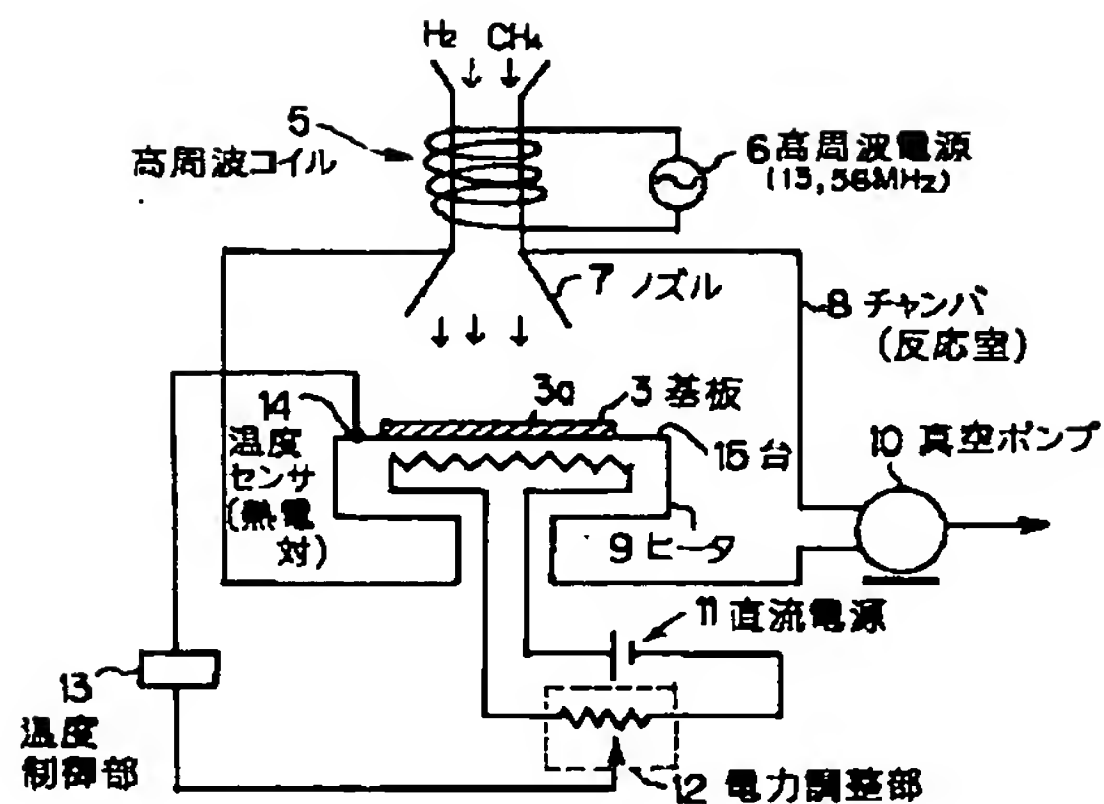 H₂ CH₄
5
高周波コイル
6 高周波電源
(13,56MHz)
7 ノズル
8 チャンバ
(反応室)
3a
3 基板
14
温度
センサ
(熱電
対)
15 台
10 真空ポンプ
9 ヒータ
11 直流電源
13
温度
制御部
12 電力調整部